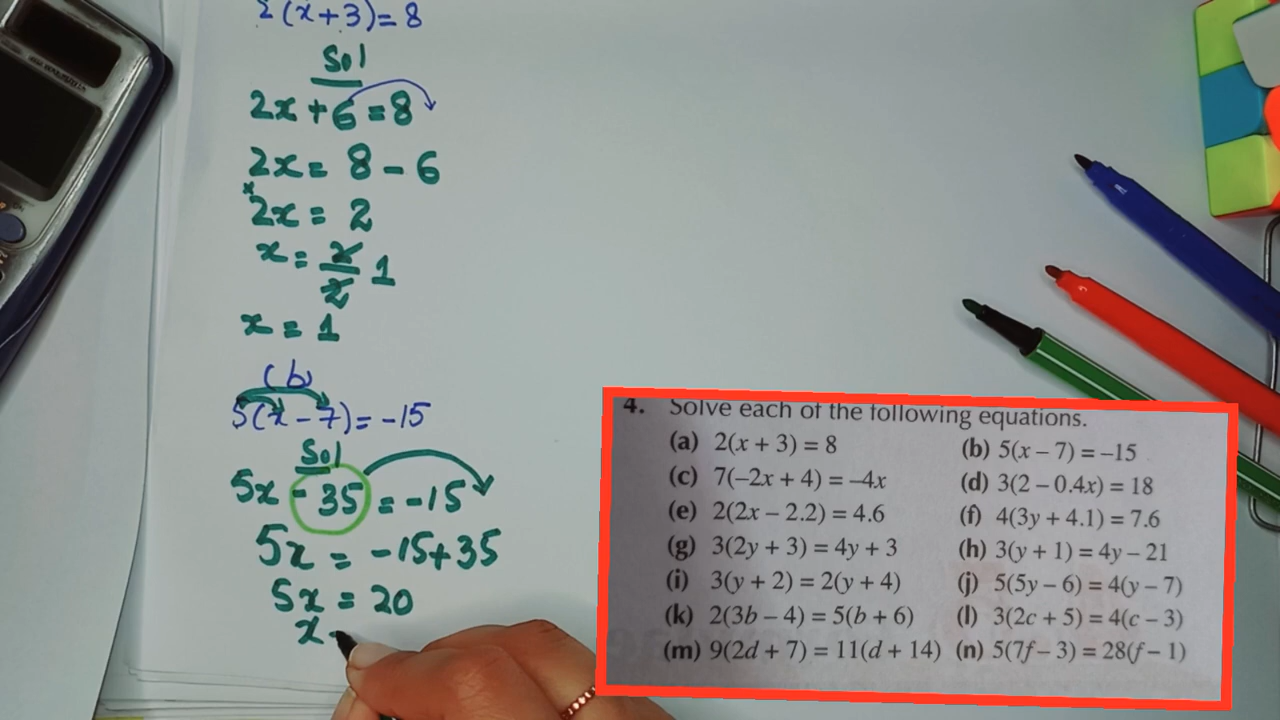 2(x+3)=8
Sol
2x+6=8
2x=8-6
2x=2
x=2/2 1
x=1
(b)
5(x-7)=-15
Sol
5x-35=-15
5x=-15+35
5x=20
x
4. Solve each of the following equations.
(a) 2(x + 3) = 8 (b) 5(x – 7) = –15
(c) 7(–2x + 4) = –4x (d) 3(2 – 0.4x) = 18
(e) 2(2x – 2.2) = 4.6 (f) 4(3y + 4.1) = 7.6
(g) 3(2y + 3) = 4y + 3 (h) 3(y + 1) = 4y – 21
(i) 3(y + 2) = 2(y + 4) (j) 5(5y – 6) = 4(y – 7)
(k) 2(3b – 4) = 5(b + 6) (l) 3(2c + 5) = 4(c – 3)
(m) 9(2d + 7) = 11(d + 14) (n) 5(7f – 3) = 28(f – 1)